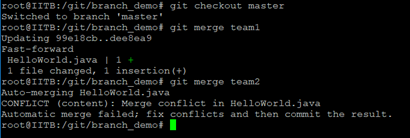 root@IITB:/git/branch_demo# git checkout master
Switched to branch 'master'
root@IITB:/git/branch_demo# git merge team1
Updating 99e18cb..dee8ea9
Fast-forward
 HelloWorld.java | 1 +
 1 file changed, 1 insertion(+)
root@IITB:/git/branch_demo# git merge team2
Auto-merging HelloWorld.java
CONFLICT (content): Merge conflict in HelloWorld.java
Automatic merge failed; fix conflicts and then commit the result.
root@IITB:/git/branch_demo#